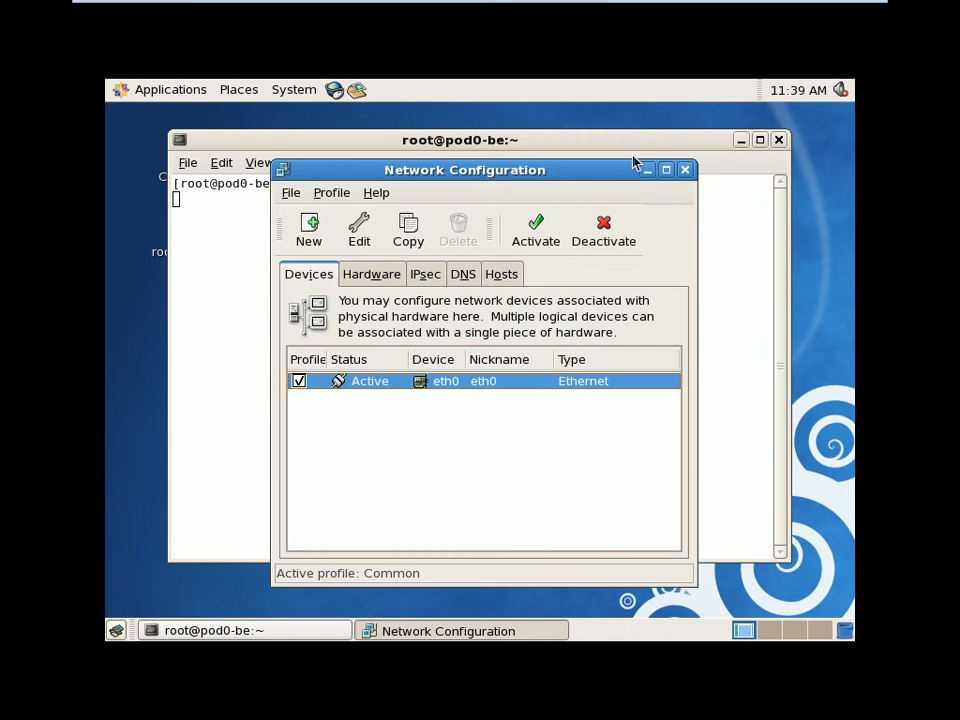 Applications Places System 11:39 AM
root@pod0-be:~
File Edit View
[root@pod0-be
Network Configuration
File Profile Help
New Edit Copy Delete Activate Deactivate
Devices Hardware IPsec DNS Hosts
You may configure network devices associated with
physical hardware here. Multiple logical devices can
be associated with a single piece of hardware.
Profile Status Device Nickname Type
Active eth0 eth0 Ethernet
Active profile: Common
root@pod0-be:~ Network Configuration